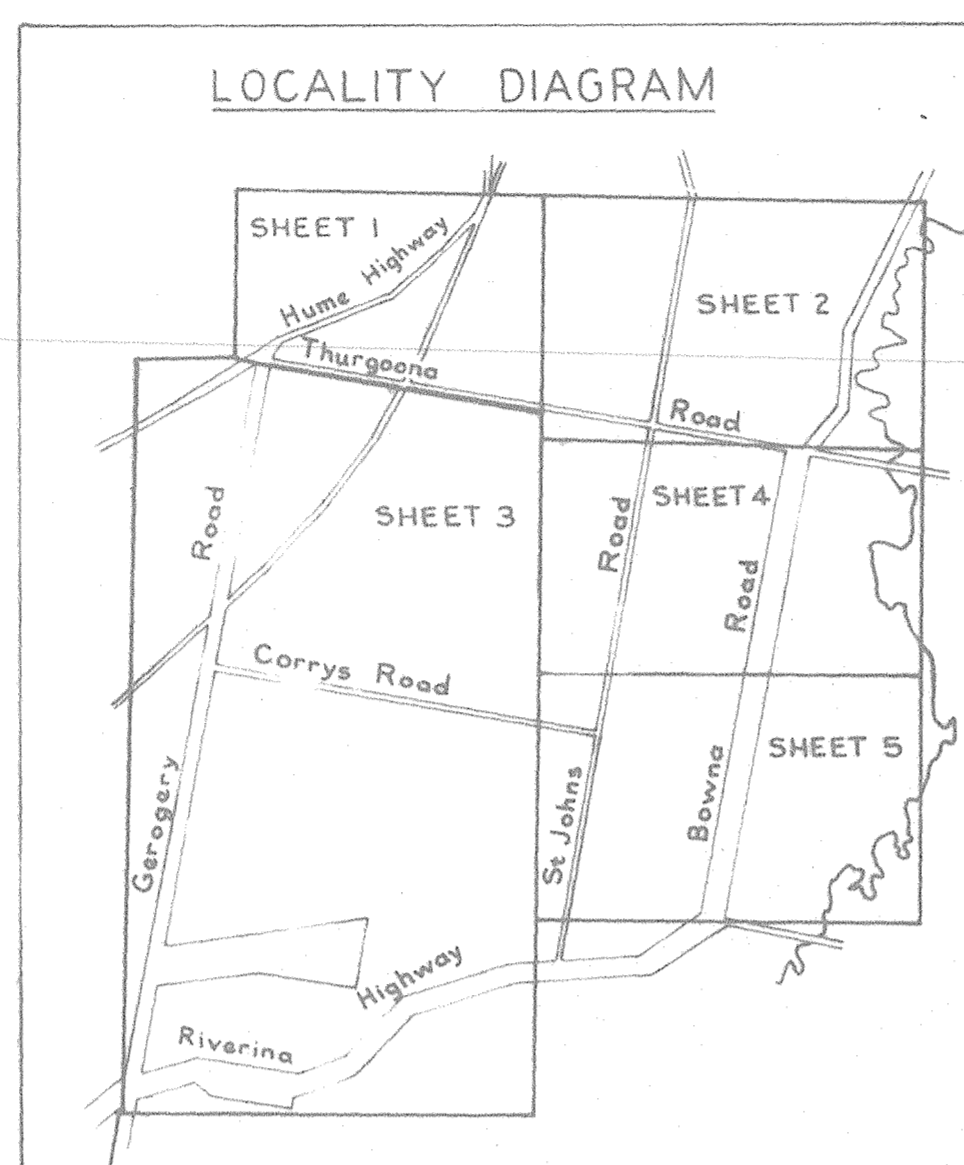 LOCALITY DIAGRAM
SHEET 1
Hume Highway
SHEET 2
Thurgoona Road
SHEET 3
SHEET 4
Road
Road
Road
Corrys Road
SHEET 5
Gerogery
St Johns
Bowna
Highway
Riverina